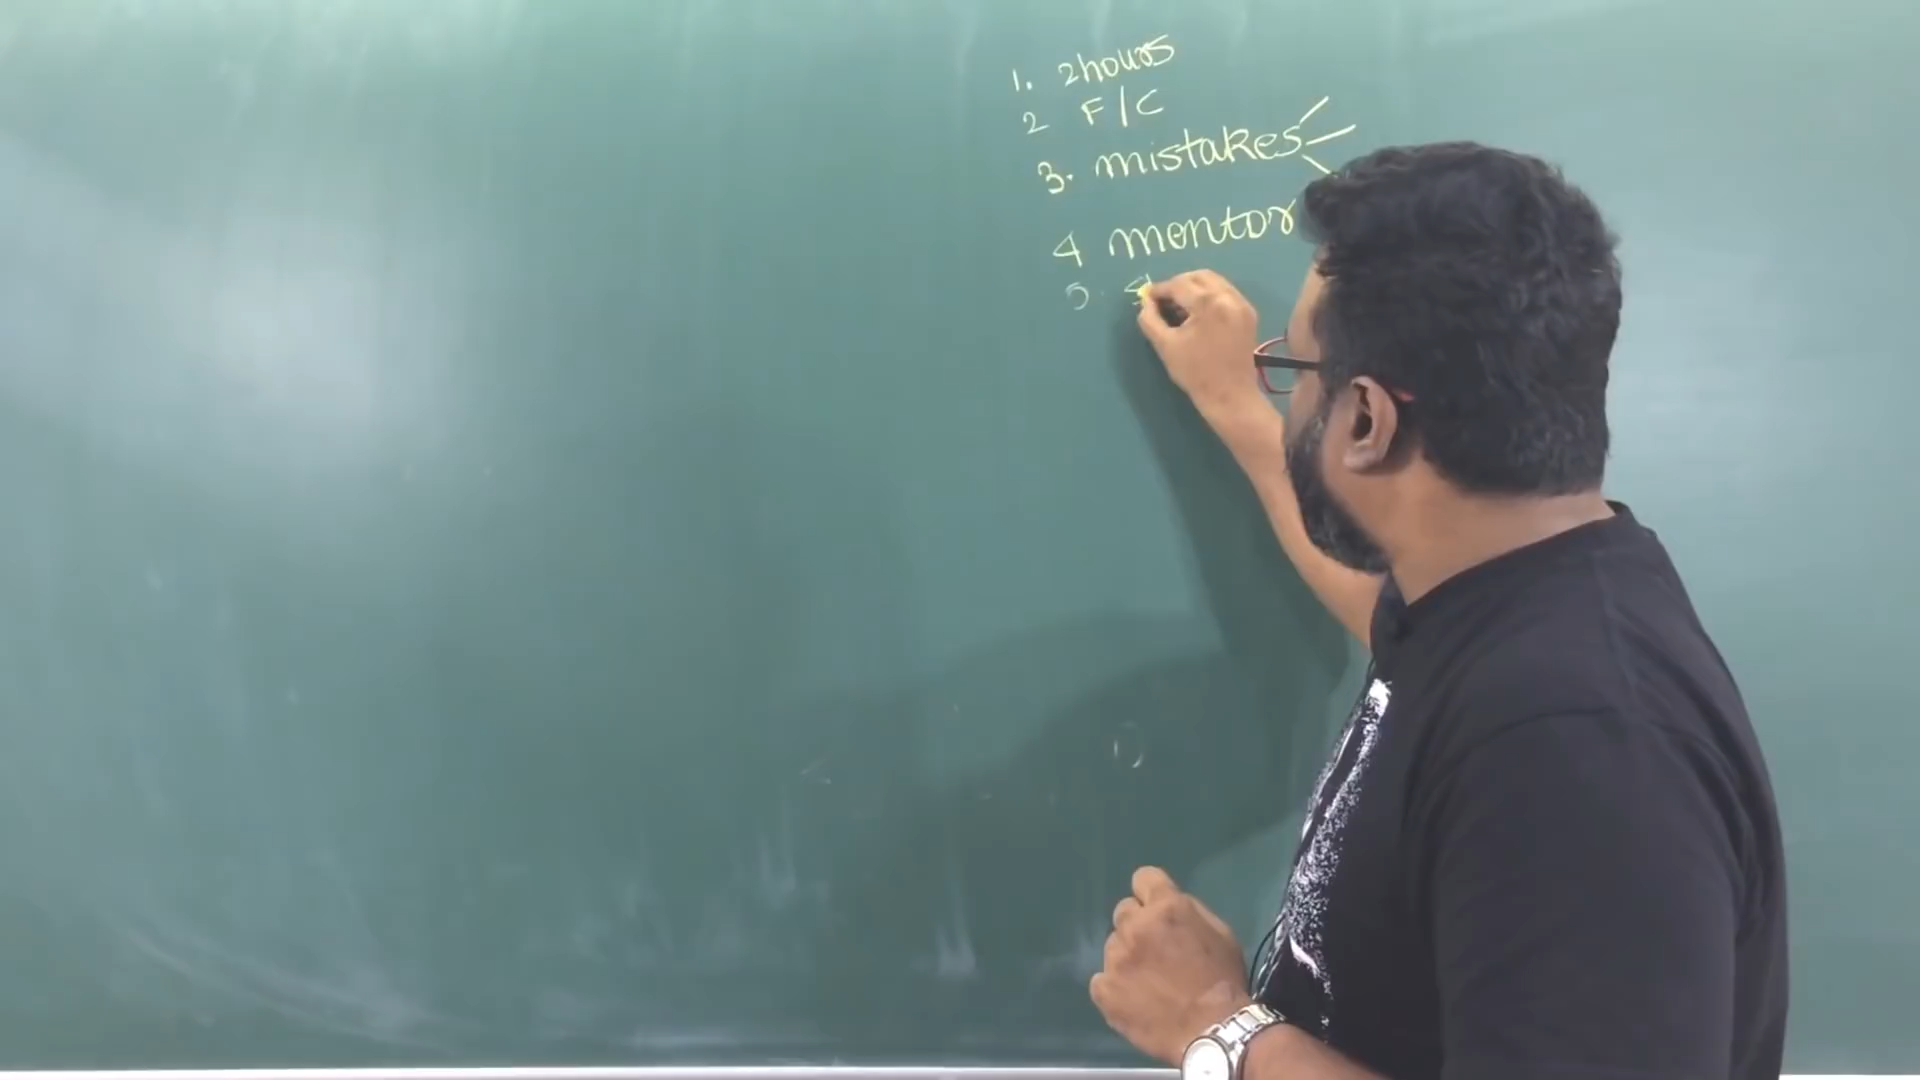 1. 2hours
2 F/C
3. mistakes
4 mentor
5.